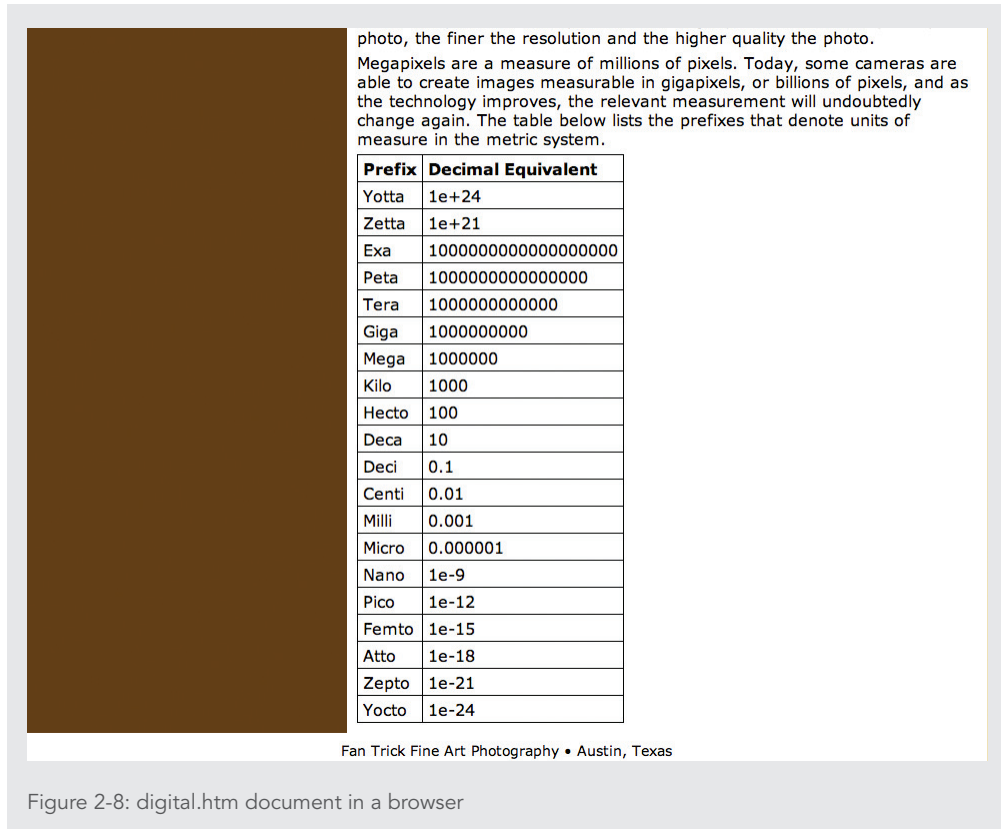 photo, the finer the resolution and the higher quality the photo.
Megapixels are a measure of millions of pixels. Today, some cameras are
able to create images measurable in gigapixels, or billions of pixels, and as
the technology improves, the relevant measurement will undoubtedly
change again. The table below lists the prefixes that denote units of
measure in the metric system.
Prefix Decimal Equivalent
Yotta 1e+24
Zetta 1e+21
Exa 1000000000000000000
Peta 1000000000000000
Tera 1000000000000
Giga 1000000000
Mega 1000000
Kilo 1000
Hecto 100
Deca 10
Deci 0.1
Centi 0.01
Milli 0.001
Micro 0.000001
Nano 1e-9
Pico 1e-12
Femto 1e-15
Atto 1e-18
Zepto 1e-21
Yocto 1e-24
Fan Trick Fine Art Photography • Austin, Texas
Figure 2-8: digital.htm document in a browser